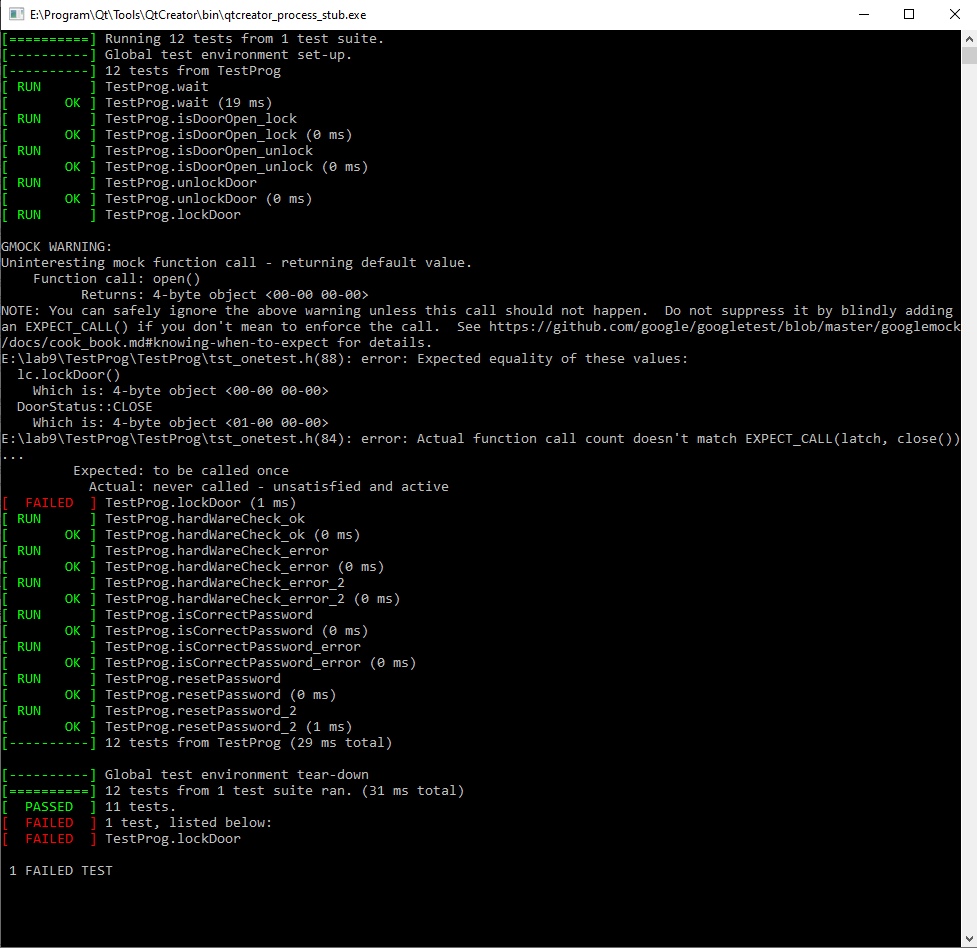 E:\Program\Qt\Tools\QtCreator\bin\qtcreator_process_stub.exe
[==========] Running 12 tests from 1 test suite.
[----------] Global test environment set-up.
[----------] 12 tests from TestProg
[ RUN      ] TestProg.wait
[       OK ] TestProg.wait (19 ms)
[ RUN      ] TestProg.isDoorOpen_lock
[       OK ] TestProg.isDoorOpen_lock (0 ms)
[ RUN      ] TestProg.isDoorOpen_unlock
[       OK ] TestProg.isDoorOpen_unlock (0 ms)
[ RUN      ] TestProg.unlockDoor
[       OK ] TestProg.unlockDoor (0 ms)
[ RUN      ] TestProg.lockDoor
GMOCK WARNING:
Uninteresting mock function call - returning default value.
    Function call: open()
          Returns: 4-byte object <00-00 00-00>
NOTE: You can safely ignore the above warning unless this call should not happen.  Do not suppress it by blindly adding
an EXPECT_CALL() if you don't mean to enforce the call.  See https://github.com/google/googletest/blob/master/googlemock
/docs/cook_book.md#knowing-when-to-expect for details.
E:\lab9\TestProg\TestProg\tst_onetest.h(88): error: Expected equality of these values:
  lc.lockDoor()
    Which is: 4-byte object <00-00 00-00>
  DoorStatus::CLOSE
    Which is: 4-byte object <01-00 00-00>
E:\lab9\TestProg\TestProg\tst_onetest.h(84): error: Actual function call count doesn't match EXPECT_CALL(latch, close())
...
         Expected: to be called once
           Actual: never called - unsatisfied and active
[  FAILED  ] TestProg.lockDoor (1 ms)
[ RUN      ] TestProg.hardWareCheck_ok
[       OK ] TestProg.hardWareCheck_ok (0 ms)
[ RUN      ] TestProg.hardWareCheck_error
[       OK ] TestProg.hardWareCheck_error (0 ms)
[ RUN      ] TestProg.hardWareCheck_error_2
[       OK ] TestProg.hardWareCheck_error_2 (0 ms)
[ RUN      ] TestProg.isCorrectPassword
[       OK ] TestProg.isCorrectPassword (0 ms)
[ RUN      ] TestProg.isCorrectPassword_error
[       OK ] TestProg.isCorrectPassword_error (0 ms)
[ RUN      ] TestProg.resetPassword
[       OK ] TestProg.resetPassword (0 ms)
[ RUN      ] TestProg.resetPassword_2
[       OK ] TestProg.resetPassword_2 (1 ms)
[----------] 12 tests from TestProg (29 ms total)
[----------] Global test environment tear-down
[==========] 12 tests from 1 test suite ran. (31 ms total)
[  PASSED  ] 11 tests.
[  FAILED  ] 1 test, listed below:
[  FAILED  ] TestProg.lockDoor
 1 FAILED TEST